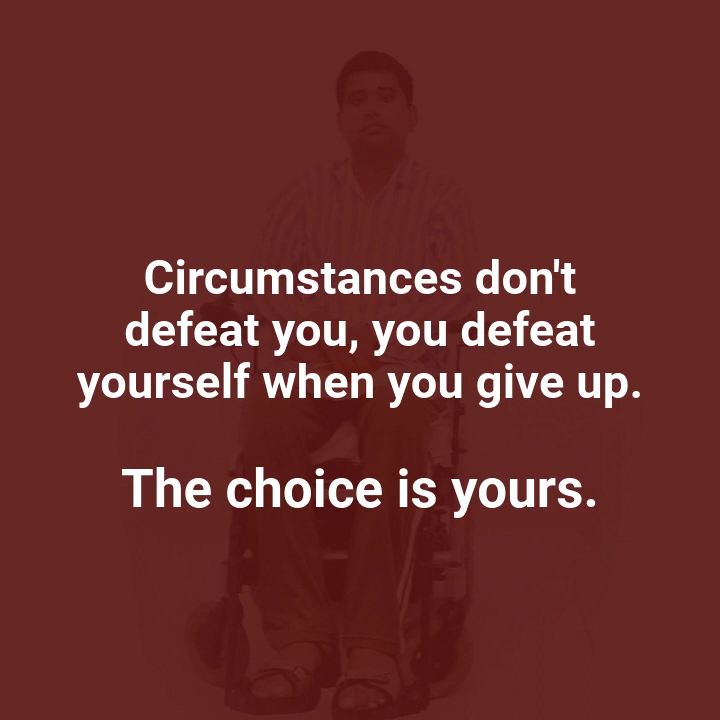 Circumstances don't
defeat you, you defeat
yourself when you give up.
The choice is yours.